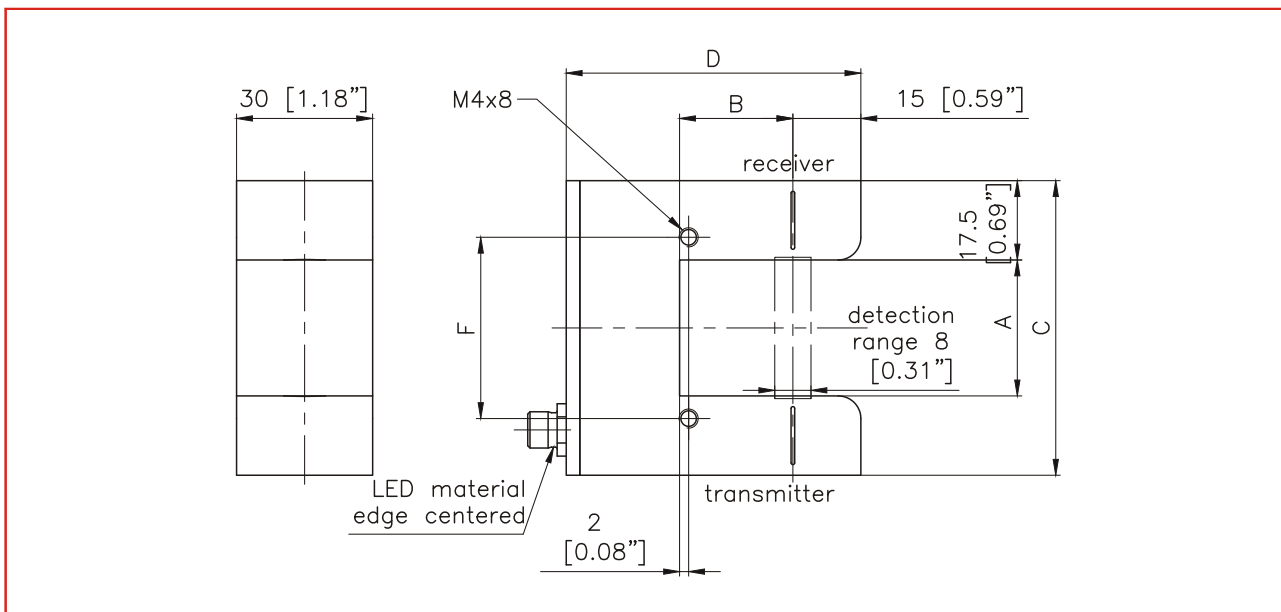 D
30 [1.18”]
M4x8
B
15 [0.59”]
receiver
17.5
[0.69”]
F
A
C
detection
range 8
[0.31”]
LED material
edge centered
transmitter
2
[0.08”]